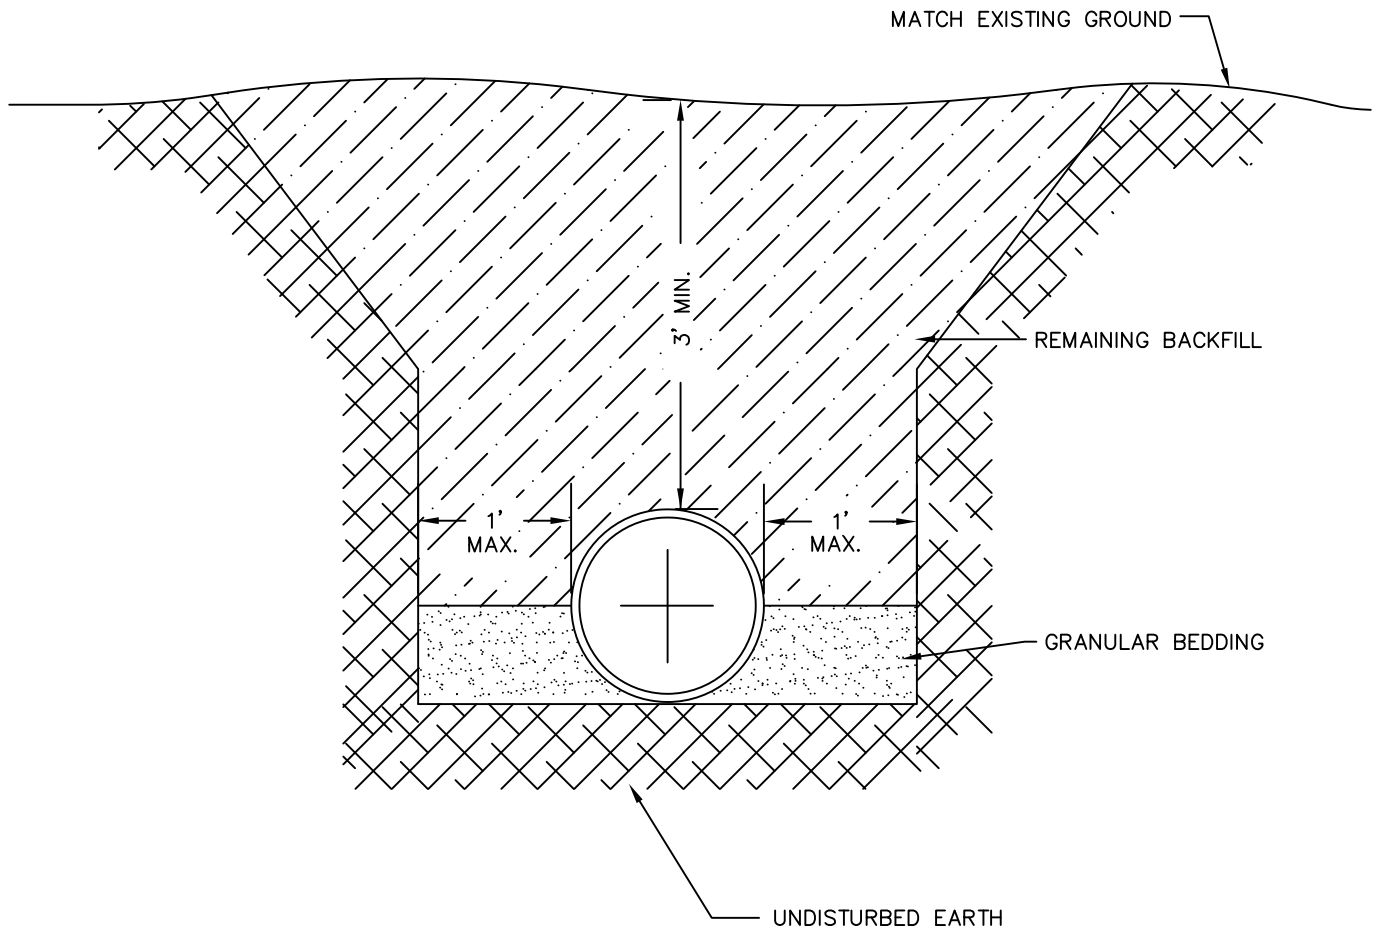 MATCH EXISTING GROUND
3' MIN.
REMAINING BACKFILL
1'
MAX.
1'
MAX.
GRANULAR BEDDING
UNDISTURBED EARTH